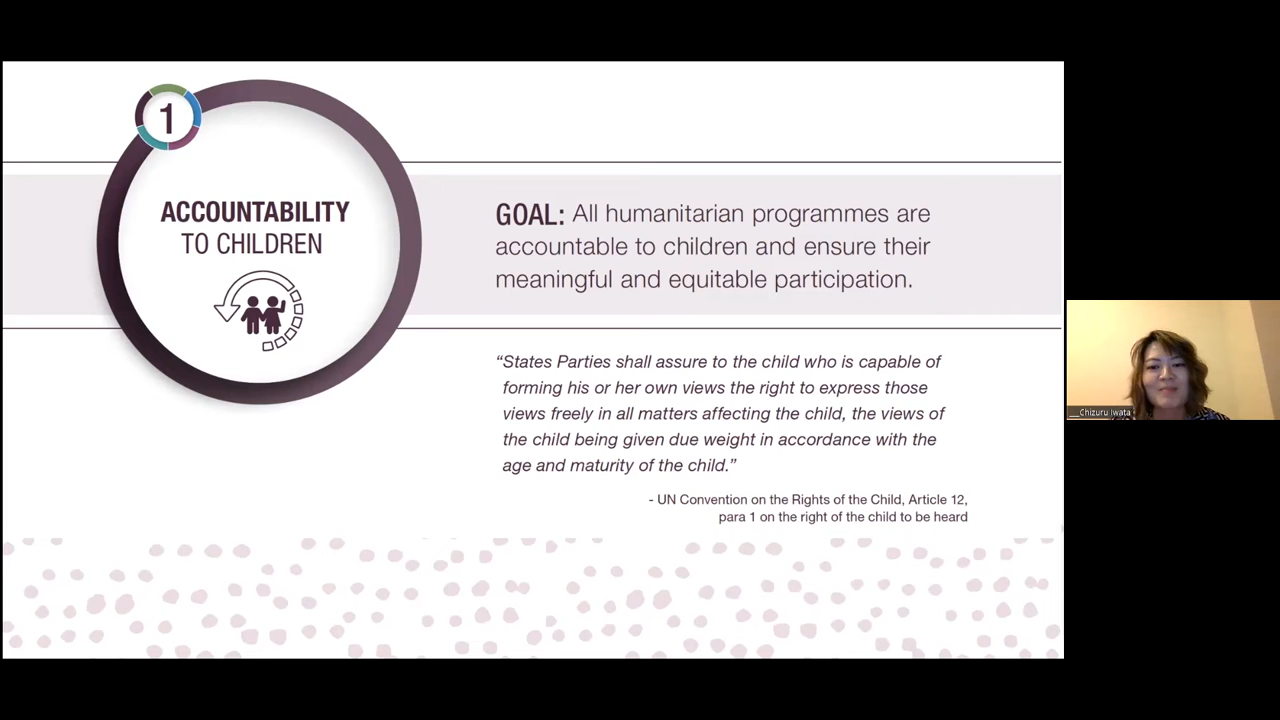 1
ACCOUNTABILITY
TO CHILDREN
GOAL: All humanitarian programmes are
accountable to children and ensure their
meaningful and equitable participation.
“States Parties shall assure to the child who is capable of
forming his or her own views the right to express those
views freely in all matters affecting the child, the views of
the child being given due weight in accordance with the
age and maturity of the child.”
- UN Convention on the Rights of the Child, Article 12,
para 1 on the right of the child to be heard
__Chizuru Iwata